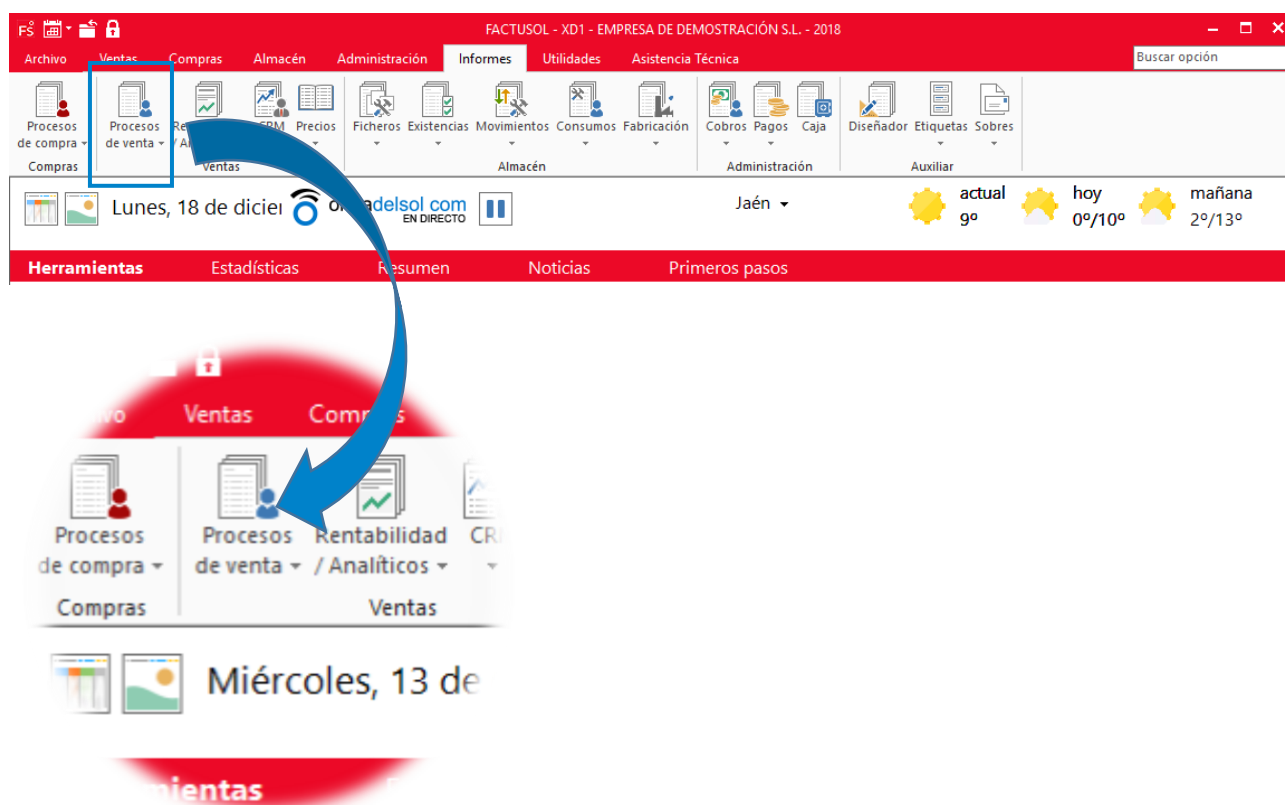 FS
FACTUSOL - XD1 - EMPRESA DE DEMOSTRACIÓN S.L. - 2018
Archivo Ventas Compras Almacén Administración Informes Utilidades Asistencia Técnica Buscar opción
Procesos Procesos CRM Precios Ficheros Existencias Movimientos Consumos Fabricación Cobros Pagos Caja Diseñador Etiquetas Sobres
de compra de venta
Compras Ventas Almacén Administración Auxiliar
Lunes, 18 de diciei adelsol com Jaén actual hoy mañana
EN DIRECTO 9º 0º/10º 2º/13º
Herramientas Estadísticas Resumen Noticias Primeros pasos
Ventas
Procesos Procesos Rentabilidad
de compra de venta / Analíticos
Compras Ventas
Miércoles, 13 de